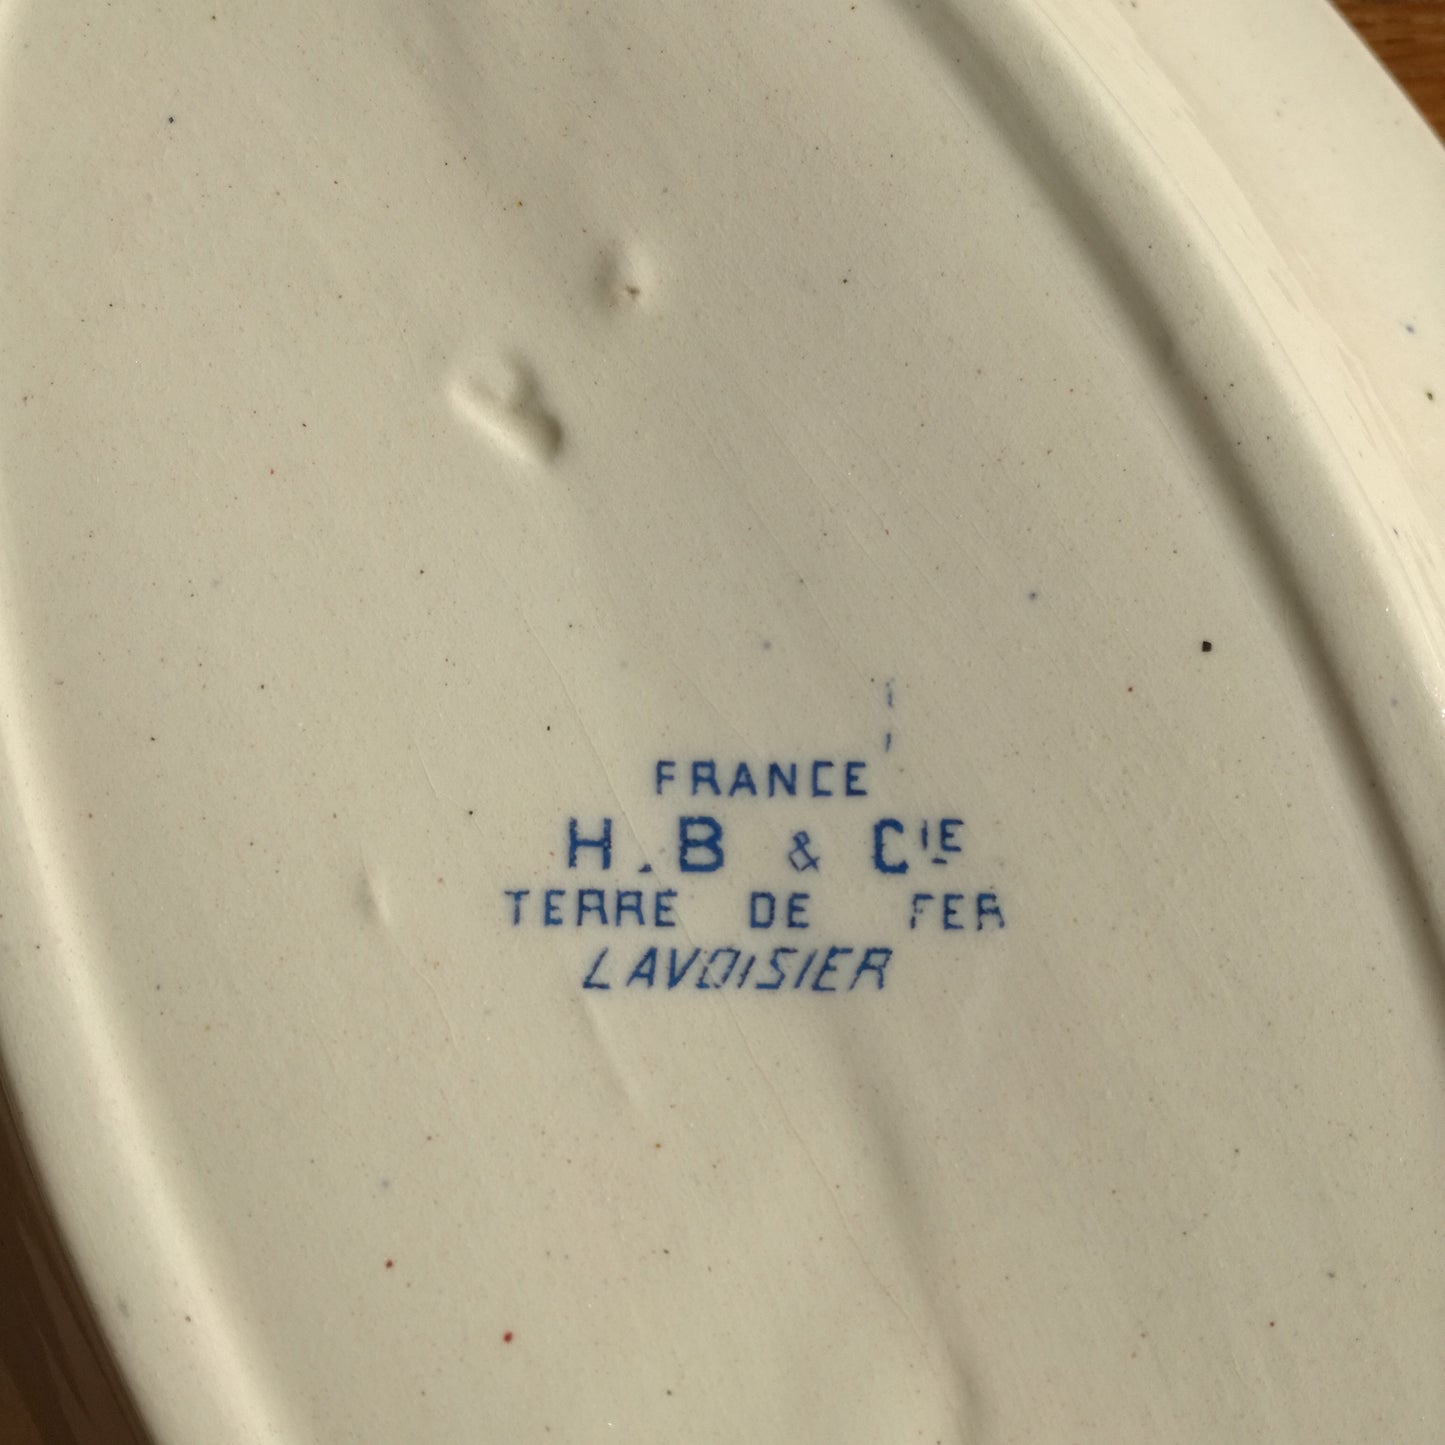 FRANCE
H.B & CIE
TERRE DE FER
LAVOISIER